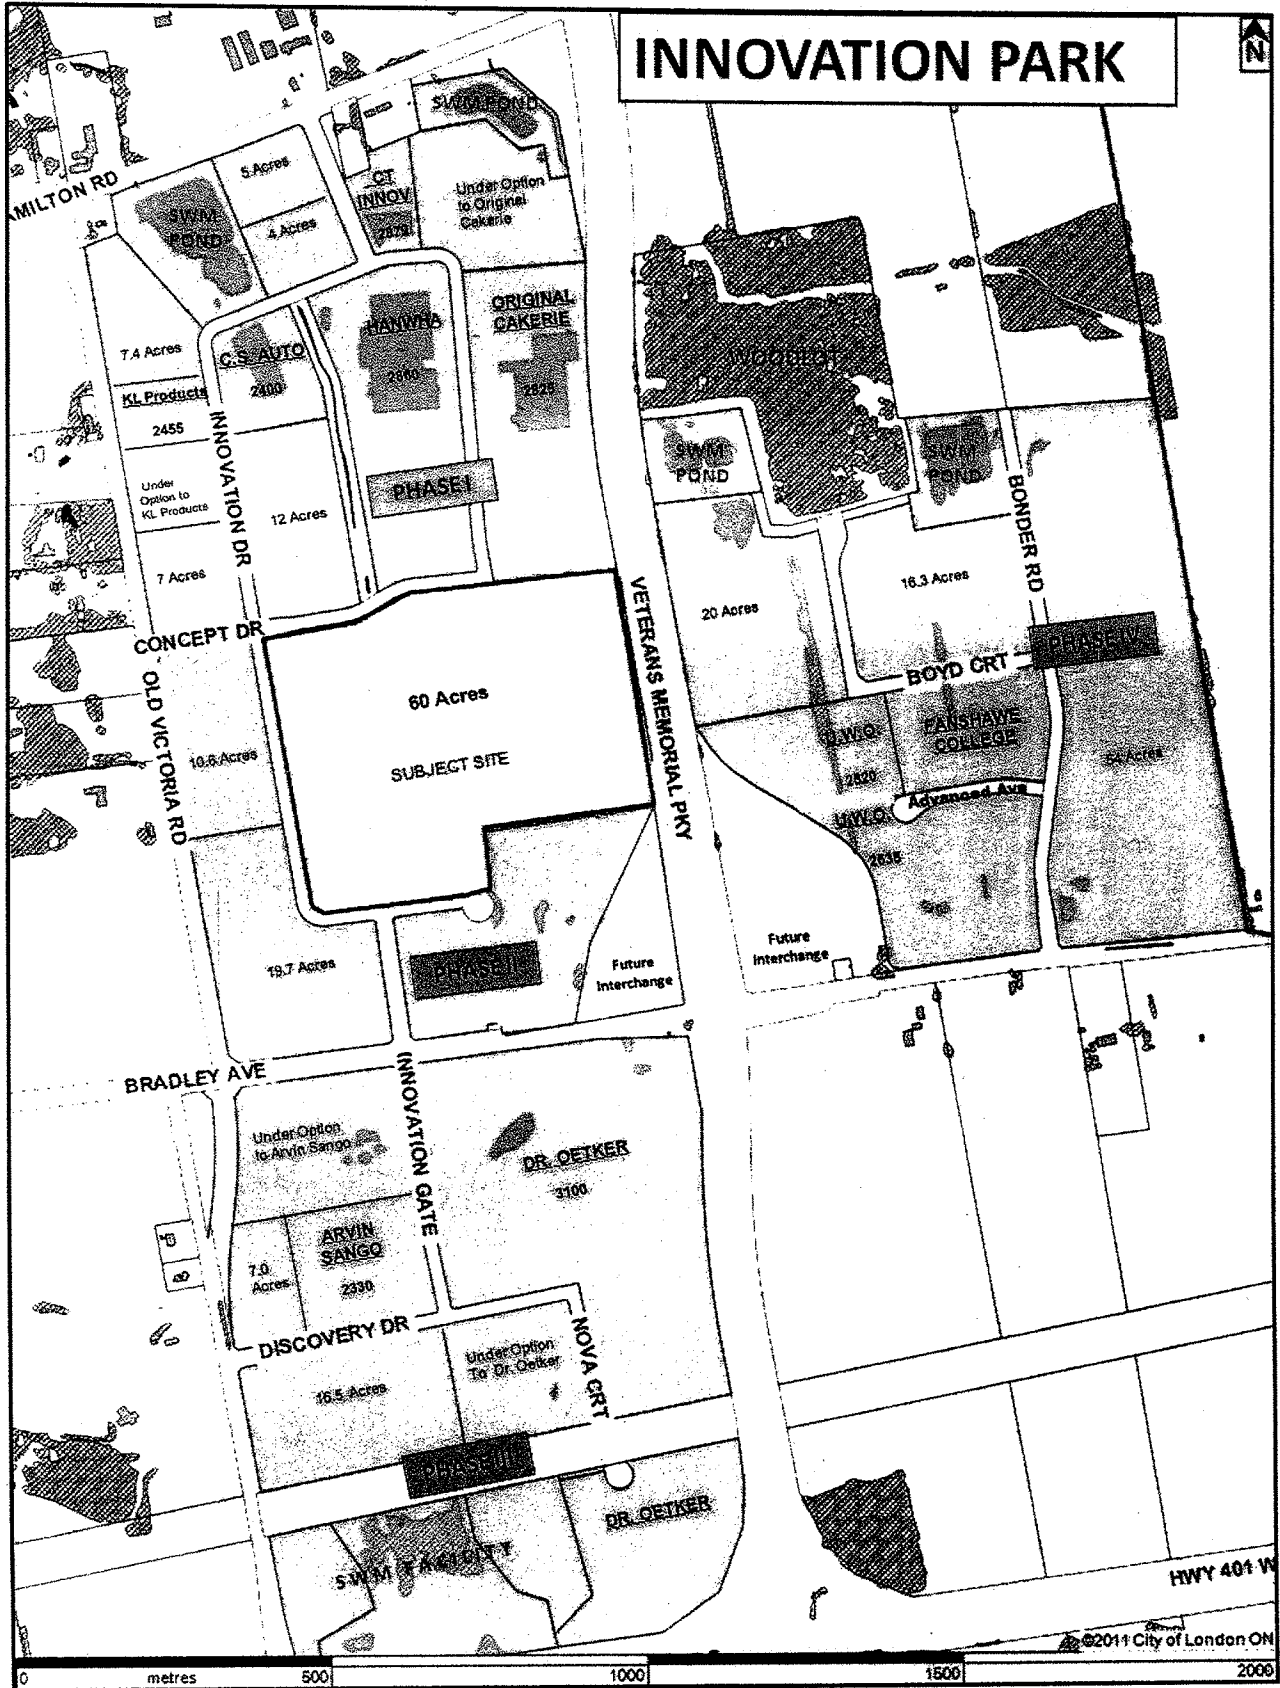 INNOVATION PARK
N
SWM POND
5 Acres
CT
INNOV
Under Option
to Original
Cakerie
AMILTON RD
SWM
POND
4 Acres
ORIGINAL
CAKERIE
HANWHA
7.4 Acres
C.S. AUTO
WOODLOT
KL Products
2400
2825
2455
INNOVATION DR
SWM
POND
SWM
POND
Under
Option to
KL Products
PHASE I
12 Acres
BONDER RD
7 Acres
16.3 Acres
20 Acres
VETERANS MEMORIAL PKY
CONCEPT DR
PHASE IV
BOYD CRT
OLD VICTORIA RD
60 Acres
SUBJECT SITE
10.6 Acres
U.W.O.
FANSHAWE
COLLEGE
2620
64 Acres
Advanced Ave
U.W.O.
2635
19.7 Acres
PHASE II
Future
Interchange
Future
Interchange
BRADLEY AVE
INNOVATION GATE
Under Option
to Arvin Sango
DR. OETKER
3100
ARVIN
SANGO
7.0
Acres
2330
DISCOVERY DR
NOVA CRT
Under Option
To Dr. Oetker
16.5 Acres
PHASE III
DR. OETKER
SWM FACILITY
HWY 401 W
©2011 City of London ON
0 metres 500 1000 1500 2000